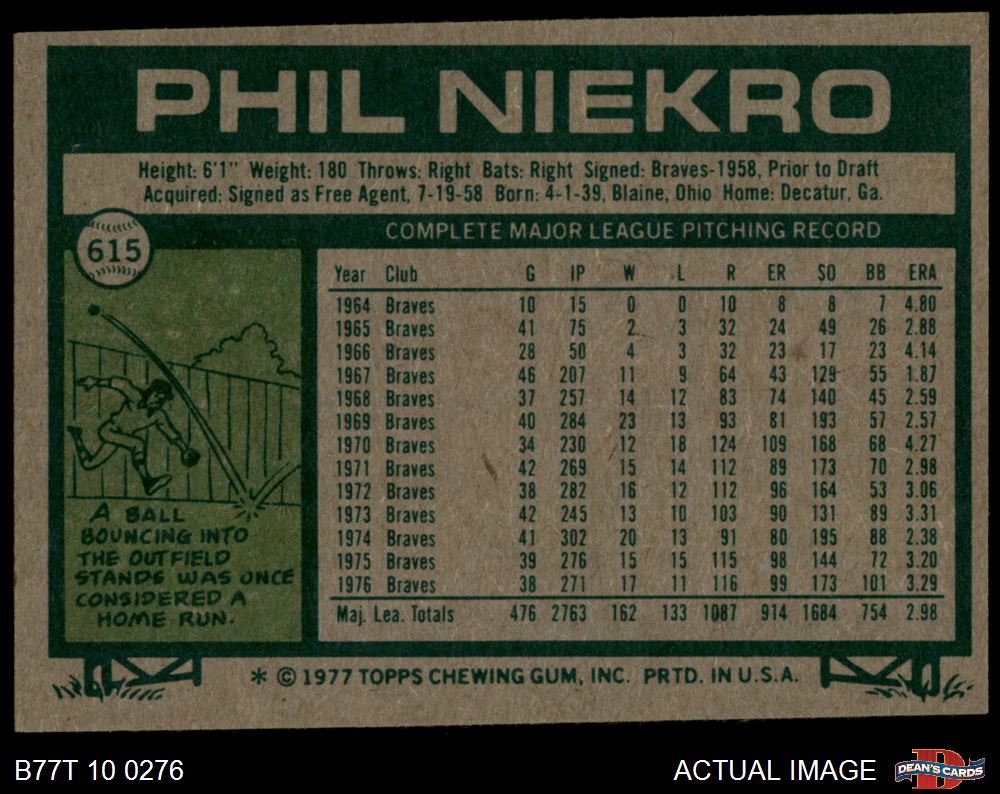 PHIL NIEKRO
Height: 6'1" Weight: 180 Throws: Right Bats: Right Signed: Braves-1958, Prior to Draft
Acquired: Signed as Free Agent, 7-19-58 Born: 4-1-39, Blaine, Ohio Home: Decatur, Ga.
615
COMPLETE MAJOR LEAGUE PITCHING RECORD
Year Club G IP W L R ER SO BB ERA
1964 Braves 10 15 0 0 10 8 8 7 4.80
1965 Braves 41 75 2 3 32 24 49 26 2.88
1966 Braves 28 50 4 3 32 23 17 23 4.14
1967 Braves 46 207 11 9 64 43 129 55 1.87
1968 Braves 37 257 14 12 83 74 140 45 2.59
1969 Braves 40 284 23 13 93 81 193 57 2.57
1970 Braves 34 230 12 18 124 109 168 68 4.27
1971 Braves 42 269 15 14 112 89 173 70 2.98
1972 Braves 38 282 16 12 112 96 164 53 3.06
1973 Braves 42 245 13 10 103 90 131 89 3.31
1974 Braves 41 302 20 13 91 80 195 88 2.38
1975 Braves 39 276 15 15 115 98 144 72 3.20
1976 Braves 38 271 17 11 116 99 173 101 3.29
Maj. Lea. Totals 476 2763 162 133 1087 914 1684 754 2.98
A BALL
BOUNCING INTO
THE OUTFIELD
STANDS WAS ONCE
CONSIDERED A
HOME RUN.
* © 1977 TOPPS CHEWING GUM, INC. PRTD. IN U.S.A.
B77T 10 0276
ACTUAL IMAGE
D
DEAN'S CARDS